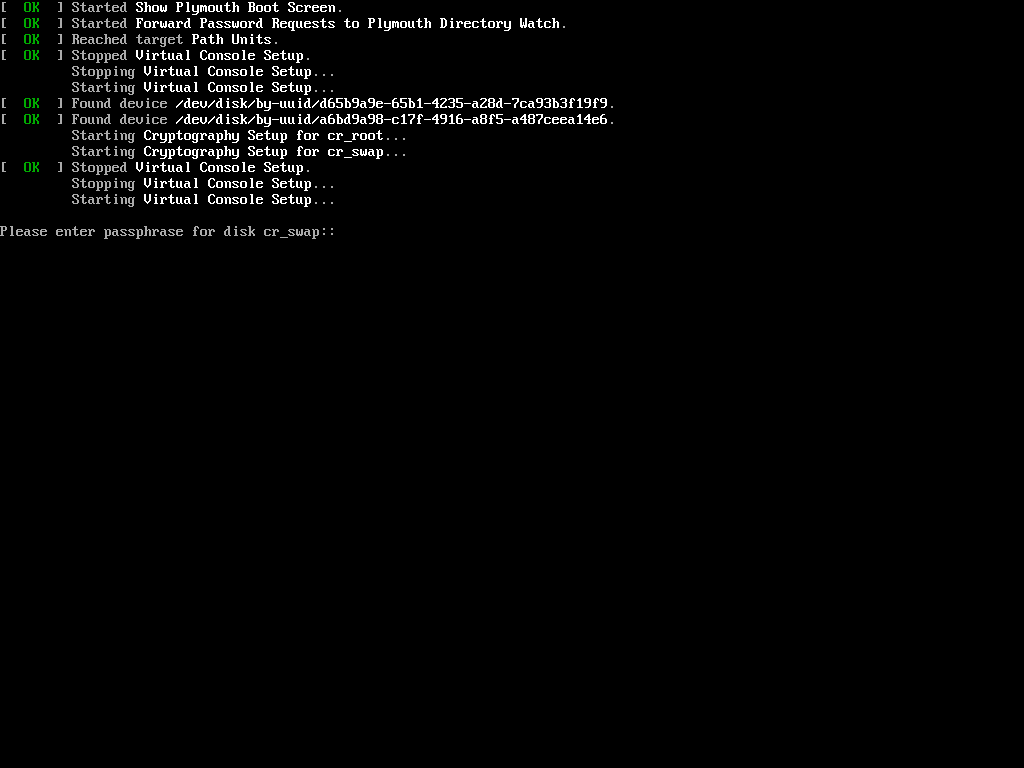 [  OK  ] Started Show Plymouth Boot Screen.
[  OK  ] Started Forward Password Requests to Plymouth Directory Watch.
[  OK  ] Reached target Path Units.
[  OK  ] Stopped Virtual Console Setup.
         Stopping Virtual Console Setup...
         Starting Virtual Console Setup...
[  OK  ] Found device /dev/disk/by-uuid/d65b9a9e-65b1-4235-a28d-7ca93b3f19f9.
[  OK  ] Found device /dev/disk/by-uuid/a6bd9a98-c17f-4916-a8f5-a487ceea14e6.
         Starting Cryptography Setup for cr_root...
         Starting Cryptography Setup for cr_swap...
[  OK  ] Stopped Virtual Console Setup.
         Stopping Virtual Console Setup...
         Starting Virtual Console Setup...
Please enter passphrase for disk cr_swap::